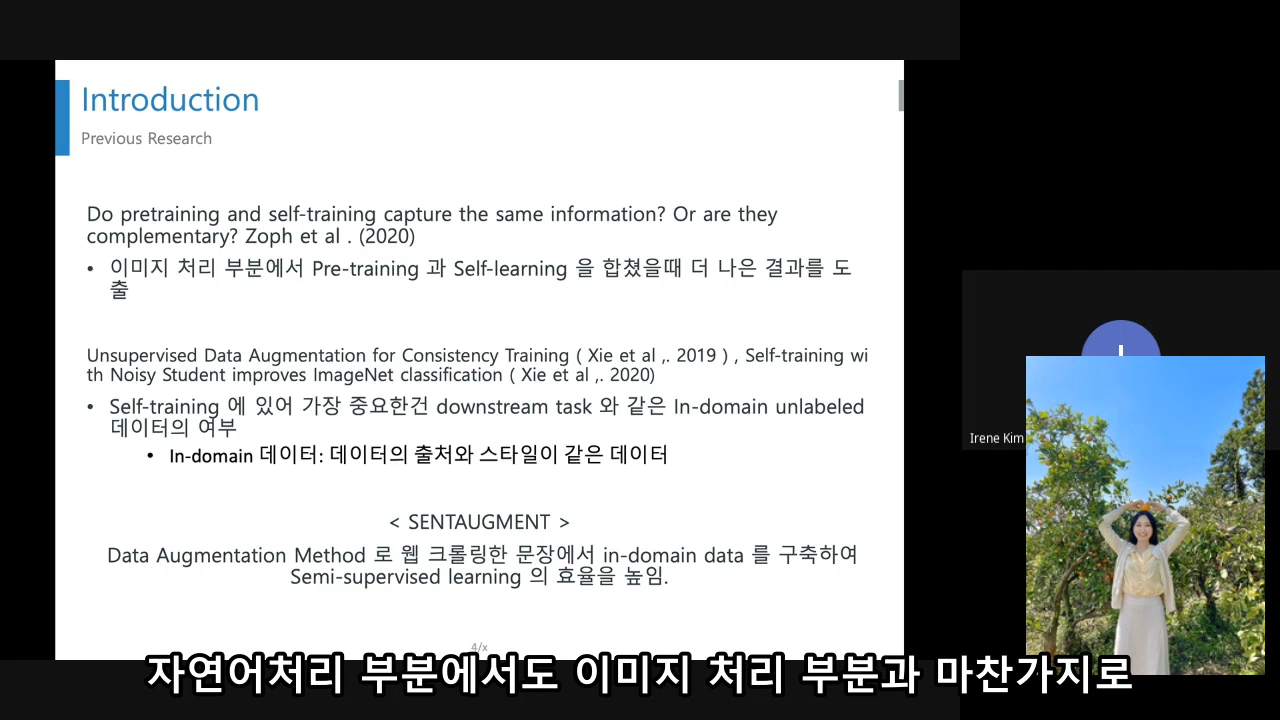 Introduction
Previous Research
Do pretraining and self-training capture the same information? Or are they
complementary? Zoph et al . (2020)
• 이미지 처리 부분에서 Pre-training 과 Self-learning 을 합쳤을때 더 나은 결과를 도
출
Unsupervised Data Augmentation for Consistency Training ( Xie et al ,. 2019 ) , Self-training wi
th Noisy Student improves ImageNet classification ( Xie et al ,. 2020)
• Self-training 에 있어 가장 중요한건 downstream task 와 같은 In-domain unlabeled
데이터의 여부
• In-domain 데이터: 데이터의 출처와 스타일이 같은 데이터
< SENTAUGMENT >
Data Augmentation Method 로 웹 크롤링한 문장에서 in-domain data 를 구축하여
Semi-supervised learning 의 효율을 높임.
4/x
Irene Kim
자연어처리 부분에서도 이미지 처리 부분과 마찬가지로